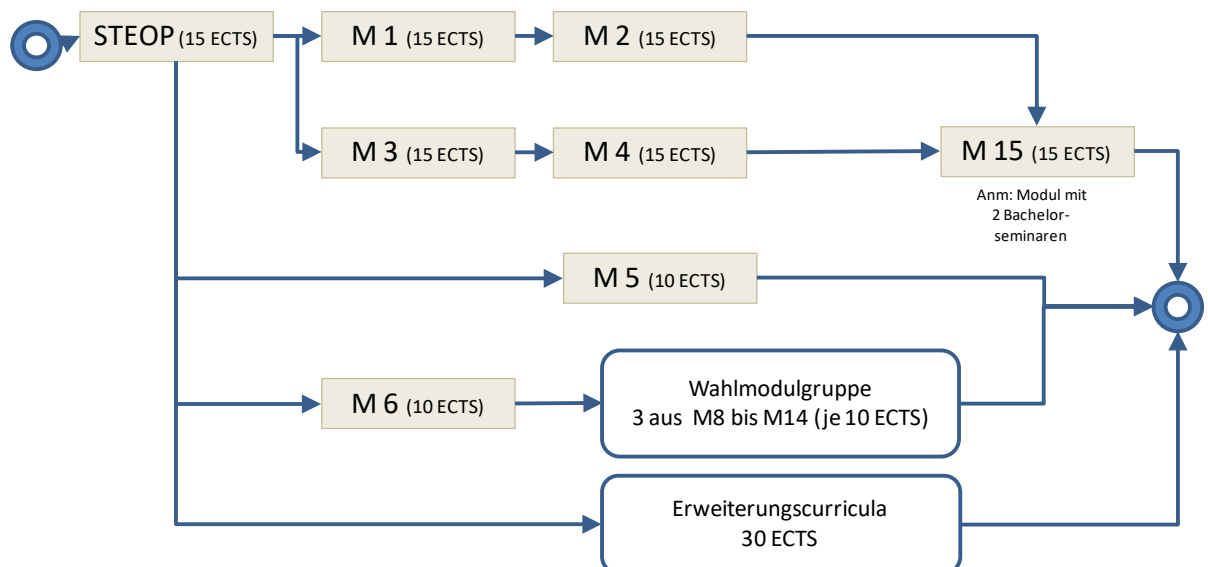 STEOP (15 ECTS)
M 1 (15 ECTS)
M 2 (15 ECTS)
M 3 (15 ECTS)
M 4 (15 ECTS)
M 15 (15 ECTS)
Anm: Modul mit
2 Bachelor-
seminaren
M 5 (10 ECTS)
M 6 (10 ECTS)
Wahlmodulgruppe
3 aus M8 bis M14 (je 10 ECTS)
Erweiterungscurricula
30 ECTS